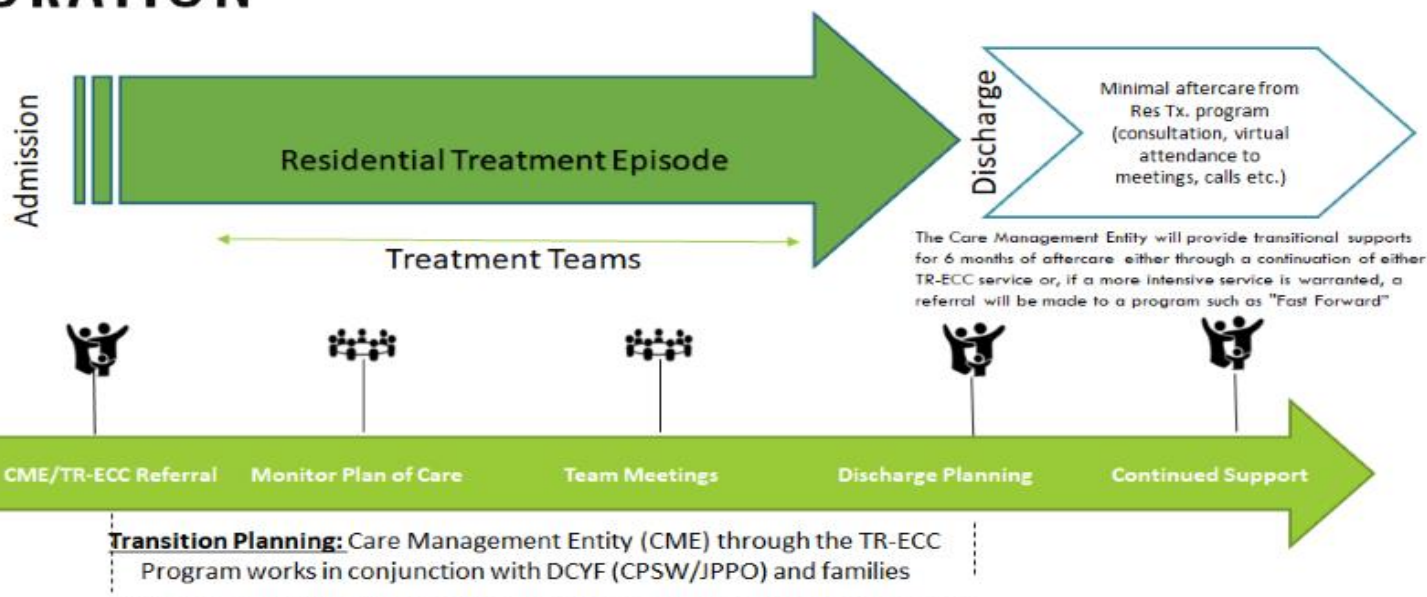 Admission
Residential Treatment Episode
Treatment Teams
Discharge
Minimal aftercare from
Res Tx. program
(consultation, virtual
attendance to
meetings, calls etc.)
The Care Management Entity will provide transitional supports
for 6 months of aftercare either through a continuation of either
TR-ECC service or, if a more intensive service is warranted, a
referral will be made to a program such as "Fast Forward"
CME/TR-ECC Referral
Monitor Plan of Care
Team Meetings
Discharge Planning
Continued Support
Transition Planning: Care Management Entity (CME) through the TR-ECC
Program works in conjunction with DCYF (CPSW/JPPO) and families